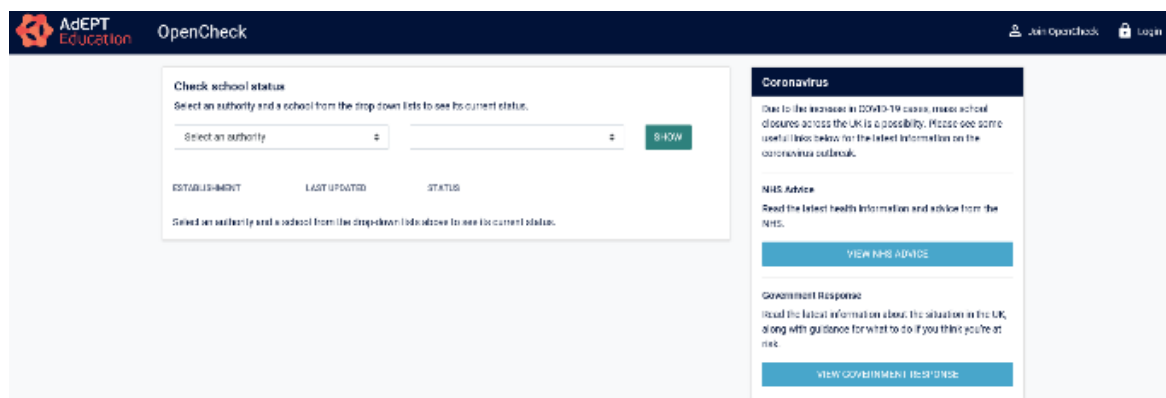 AdEPT
Education
OpenCheck
Join OpenCheck
Login
Check school status
Select an authority and a school from the drop down lists to see its current status.
Select an authority
SHOW
ESTABLISHMENT LAST UPDATED STATUS
Select an authority and a school from the drop-down lists above to see its current status.
Coronavirus
Due to the increase in COVID-19 cases, mass school
closures across the UK is a possiblity. Please see some
useful links below for the latest information on the
coronavirus outbreak.
NHS Advice
Read the latest health information and advice from the
NHS.
VIEW NHS ADVICE
Government Response
Read the latest information about the situation in the UK,
along with guidance for what to do if you think you're at
risk.
VIEW GOVERNMENT RESPONSE